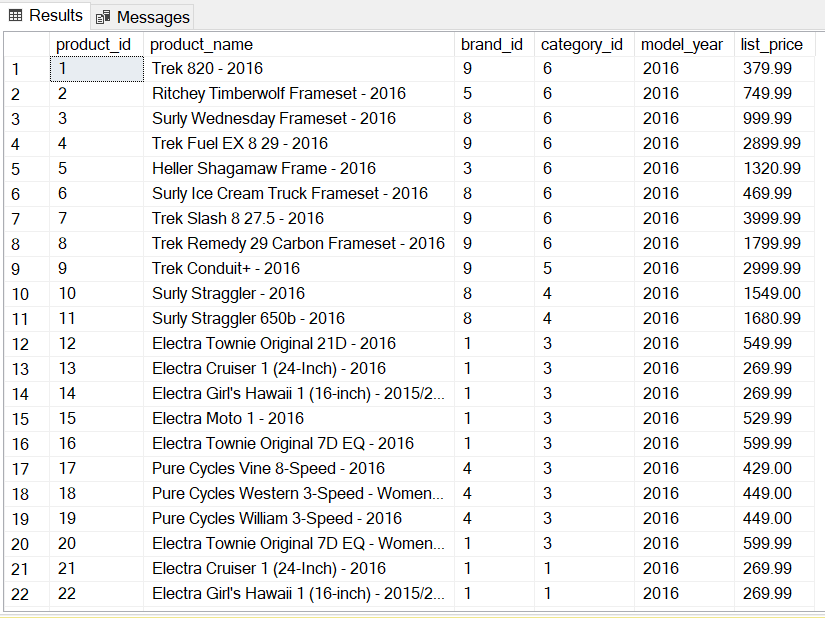 Results Messages
product_id product_name brand_id category_id model_year list_price
1 1 Trek 820 - 2016 9 6 2016 379.99
2 2 Ritchey Timberwolf Frameset - 2016 5 6 2016 749.99
3 3 Surly Wednesday Frameset - 2016 8 6 2016 999.99
4 4 Trek Fuel EX 8 29 - 2016 9 6 2016 2899.99
5 5 Heller Shagamaw Frame - 2016 3 6 2016 1320.99
6 6 Surly Ice Cream Truck Frameset - 2016 8 6 2016 469.99
7 7 Trek Slash 8 27.5 - 2016 9 6 2016 3999.99
8 8 Trek Remedy 29 Carbon Frameset - 2016 9 6 2016 1799.99
9 9 Trek Conduit+ - 2016 9 5 2016 2999.99
10 10 Surly Straggler - 2016 8 4 2016 1549.00
11 11 Surly Straggler 650b - 2016 8 4 2016 1680.99
12 12 Electra Townie Original 21D - 2016 1 3 2016 549.99
13 13 Electra Cruiser 1 (24-Inch) - 2016 1 3 2016 269.99
14 14 Electra Girl's Hawaii 1 (16-inch) - 2015/2... 1 3 2016 269.99
15 15 Electra Moto 1 - 2016 1 3 2016 529.99
16 16 Electra Townie Original 7D EQ - 2016 1 3 2016 599.99
17 17 Pure Cycles Vine 8-Speed - 2016 4 3 2016 429.00
18 18 Pure Cycles Western 3-Speed - Women... 4 3 2016 449.00
19 19 Pure Cycles William 3-Speed - 2016 4 3 2016 449.00
20 20 Electra Townie Original 7D EQ - Women... 1 3 2016 599.99
21 21 Electra Cruiser 1 (24-Inch) - 2016 1 1 2016 269.99
22 22 Electra Girl's Hawaii 1 (16-inch) - 2015/2... 1 1 2016 269.99